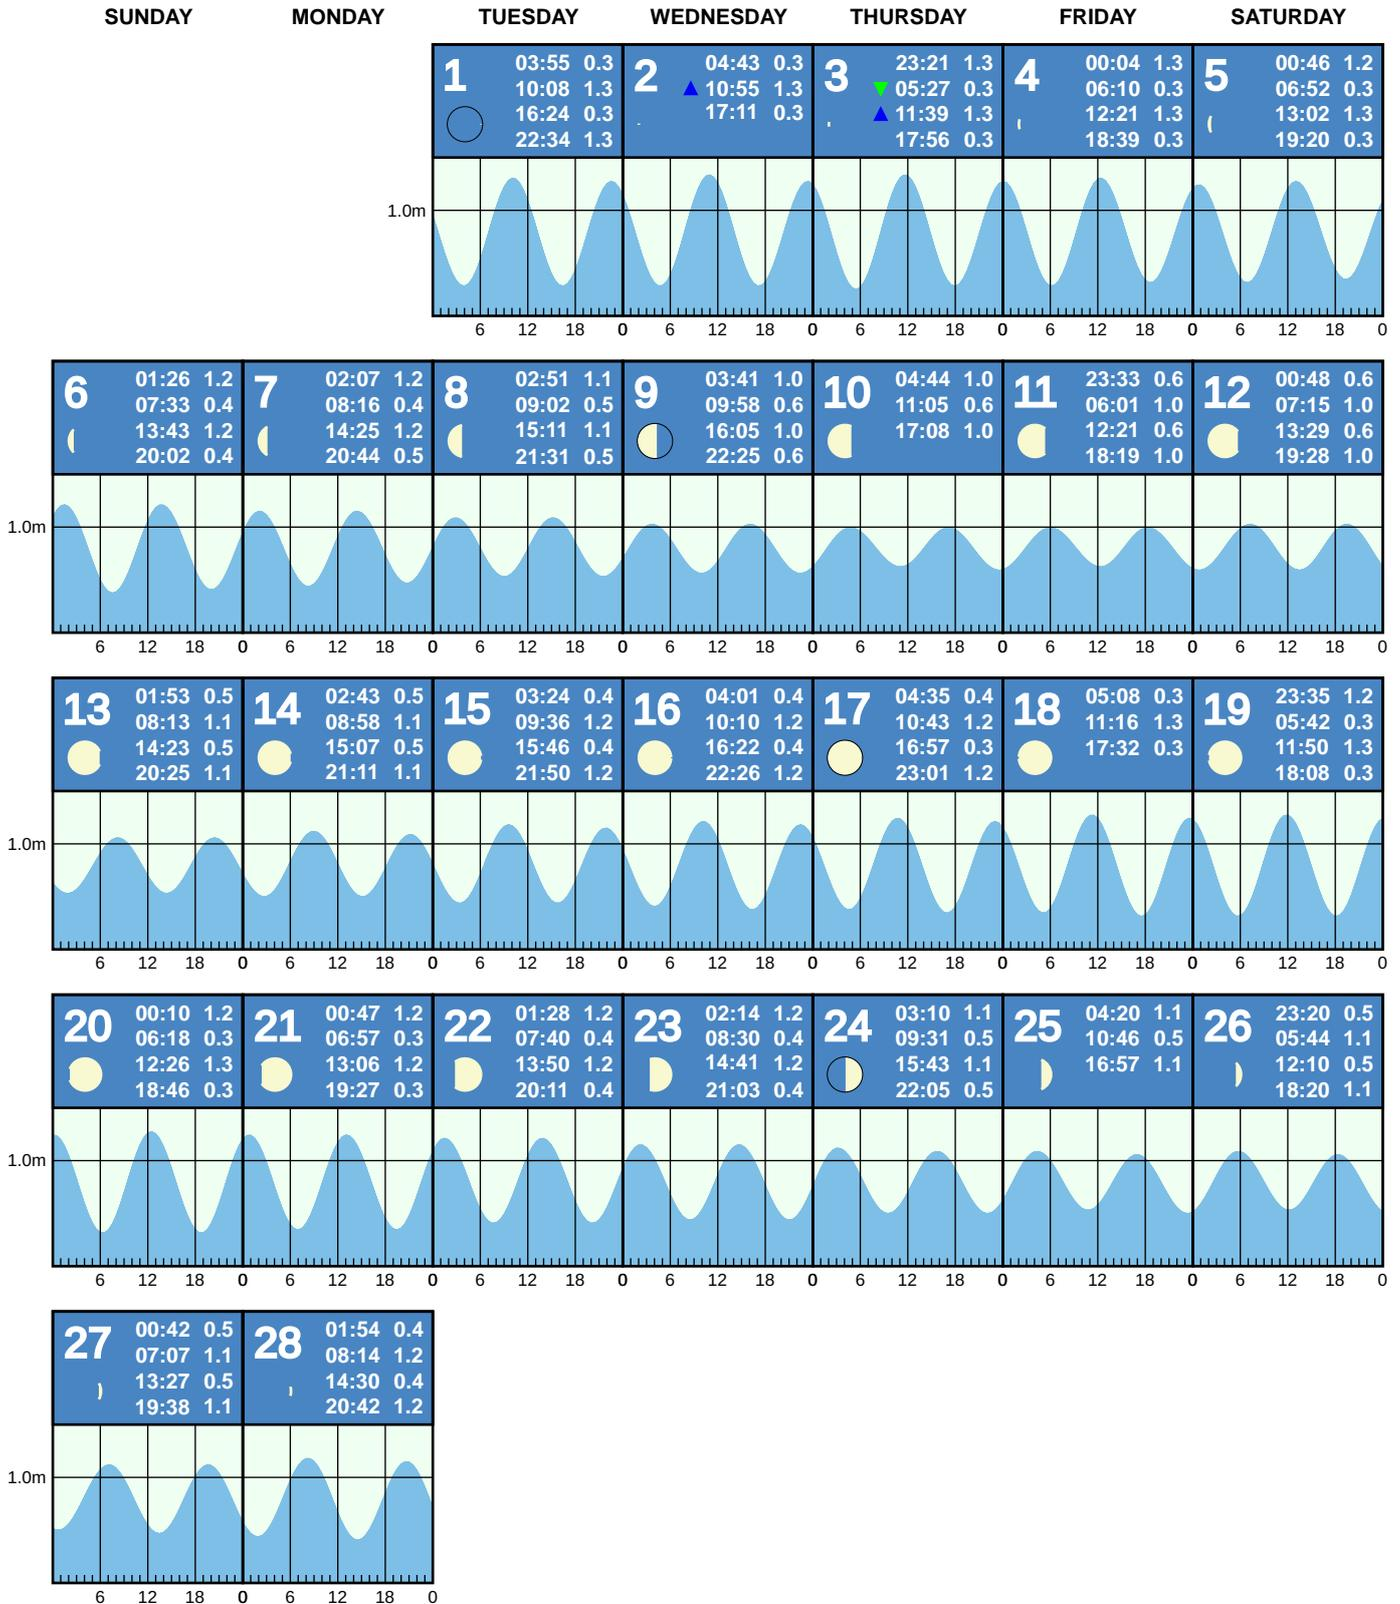 SUNDAY MONDAY TUESDAY WEDNESDAY THURSDAY FRIDAY SATURDAY
1 03:55 0.3
10:08 1.3
16:24 0.3
22:34 1.3
2 04:43 0.3
10:55 1.3
17:11 0.3
3 23:21 1.3
05:27 0.3
11:39 1.3
17:56 0.3
4 00:04 1.3
06:10 0.3
12:21 1.3
18:39 0.3
5 00:46 1.2
06:52 0.3
13:02 1.3
19:20 0.3
1.0m
6 12 18 0 6 12 18 0 6 12 18 0 6 12 18 0 6 12 18 0
6 01:26 1.2
07:33 0.4
13:43 1.2
20:02 0.4
7 02:07 1.2
08:16 0.4
14:25 1.2
20:44 0.5
8 02:51 1.1
09:02 0.5
15:11 1.1
21:31 0.5
9 03:41 1.0
09:58 0.6
16:05 1.0
22:25 0.6
10 04:44 1.0
11:05 0.6
17:08 1.0
11 23:33 0.6
06:01 1.0
12:21 0.6
18:19 1.0
12 00:48 0.6
07:15 1.0
13:29 0.6
19:28 1.0
1.0m
6 12 18 0 6 12 18 0 6 12 18 0 6 12 18 0 6 12 18 0 6 12 18 0 6 12 18 0
13 01:53 0.5
08:13 1.1
14:23 0.5
20:25 1.1
14 02:43 0.5
08:58 1.1
15:07 0.5
21:11 1.1
15 03:24 0.4
09:36 1.2
15:46 0.4
21:50 1.2
16 04:01 0.4
10:10 1.2
16:22 0.4
22:26 1.2
17 04:35 0.4
10:43 1.2
16:57 0.3
23:01 1.2
18 05:08 0.3
11:16 1.3
17:32 0.3
19 23:35 1.2
05:42 0.3
11:50 1.3
18:08 0.3
1.0m
6 12 18 0 6 12 18 0 6 12 18 0 6 12 18 0 6 12 18 0 6 12 18 0 6 12 18 0
20 00:10 1.2
06:18 0.3
12:26 1.3
18:46 0.3
21 00:47 1.2
06:57 0.3
13:06 1.2
19:27 0.3
22 01:28 1.2
07:40 0.4
13:50 1.2
20:11 0.4
23 02:14 1.2
08:30 0.4
14:41 1.2
21:03 0.4
24 03:10 1.1
09:31 0.5
15:43 1.1
22:05 0.5
25 04:20 1.1
10:46 0.5
16:57 1.1
26 23:20 0.5
05:44 1.1
12:10 0.5
18:20 1.1
1.0m
6 12 18 0 6 12 18 0 6 12 18 0 6 12 18 0 6 12 18 0 6 12 18 0 6 12 18 0
27 00:42 0.5
07:07 1.1
13:27 0.5
19:38 1.1
28 01:54 0.4
08:14 1.2
14:30 0.4
20:42 1.2
1.0m
6 12 18 0 6 12 18 0